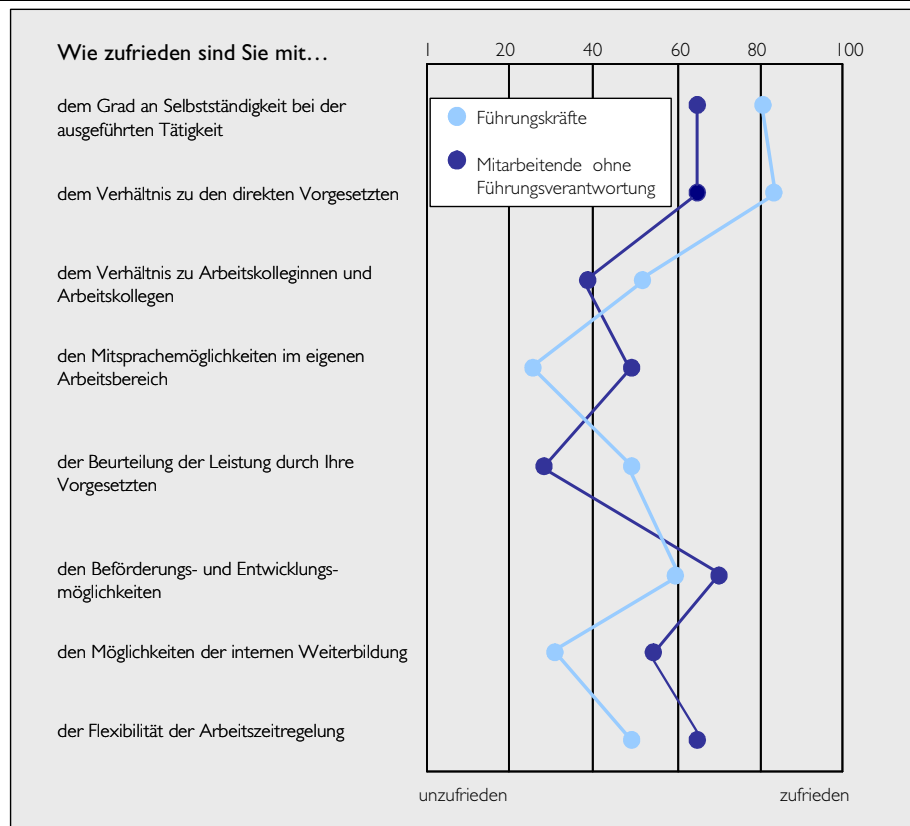 Wie zufrieden sind Sie mit…
1 20 40 60 80 100
dem Grad an Selbstständigkeit bei der
ausgeführten Tätigkeit
Führungskräfte
Mitarbeitende ohne
Führungsverantwortung
dem Verhältnis zu den direkten Vorgesetzten
dem Verhältnis zu Arbeitskolleginnen und
Arbeitskollegen
den Mitsprachemöglichkeiten im eigenen
Arbeitsbereich
der Beurteilung der Leistung durch Ihre
Vorgesetzten
den Beförderungs- und Entwicklungs-
möglichkeiten
den Möglichkeiten der internen Weiterbildung
der Flexibilität der Arbeitszeitregelung
unzufrieden zufrieden